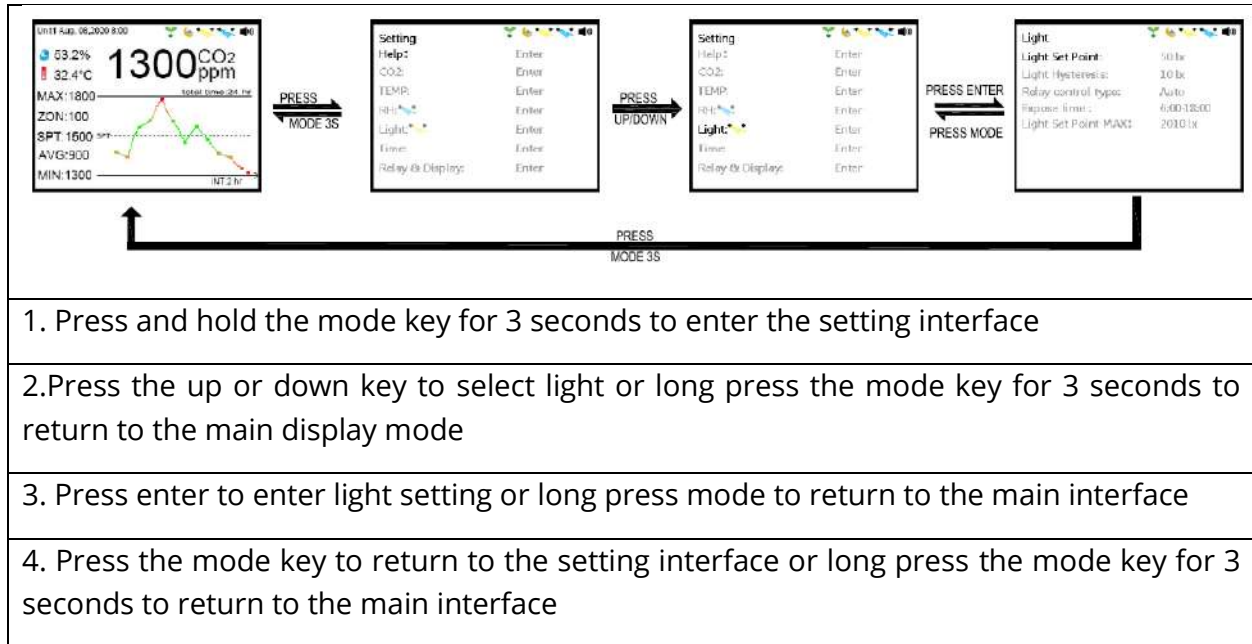 Until Aug. 08,2020 8:00
53.2%
32.4°C
1300 CO2 ppm
MAX:1800
total time:24 hr
ZON:100
SPT:1500
SPT
AVG:900
MIN:1300
INT:2 hr
PRESS
MODE 3S
Setting
Help: Enter
CO2: Enter
TEMP: Enter
RH: Enter
Light: Enter
Time: Enter
Relay & Display: Enter
PRESS
UP/DOWN
Setting
Help: Enter
CO2: Enter
TEMP: Enter
RH: Enter
Light: Enter
Time: Enter
Relay & Display: Enter
PRESS ENTER
PRESS MODE
Light
Light Set Point: 50 lx
Light Hysteresis: 10 lx
Relay control type: Auto
Expose time: 6:00-18:00
Light Set Point MAX: 2010 lx
PRESS
MODE 3S
1. Press and hold the mode key for 3 seconds to enter the setting interface
2.Press the up or down key to select light or long press the mode key for 3 seconds to
return to the main display mode
3. Press enter to enter light setting or long press mode to return to the main interface
4. Press the mode key to return to the setting interface or long press the mode key for 3
seconds to return to the main interface